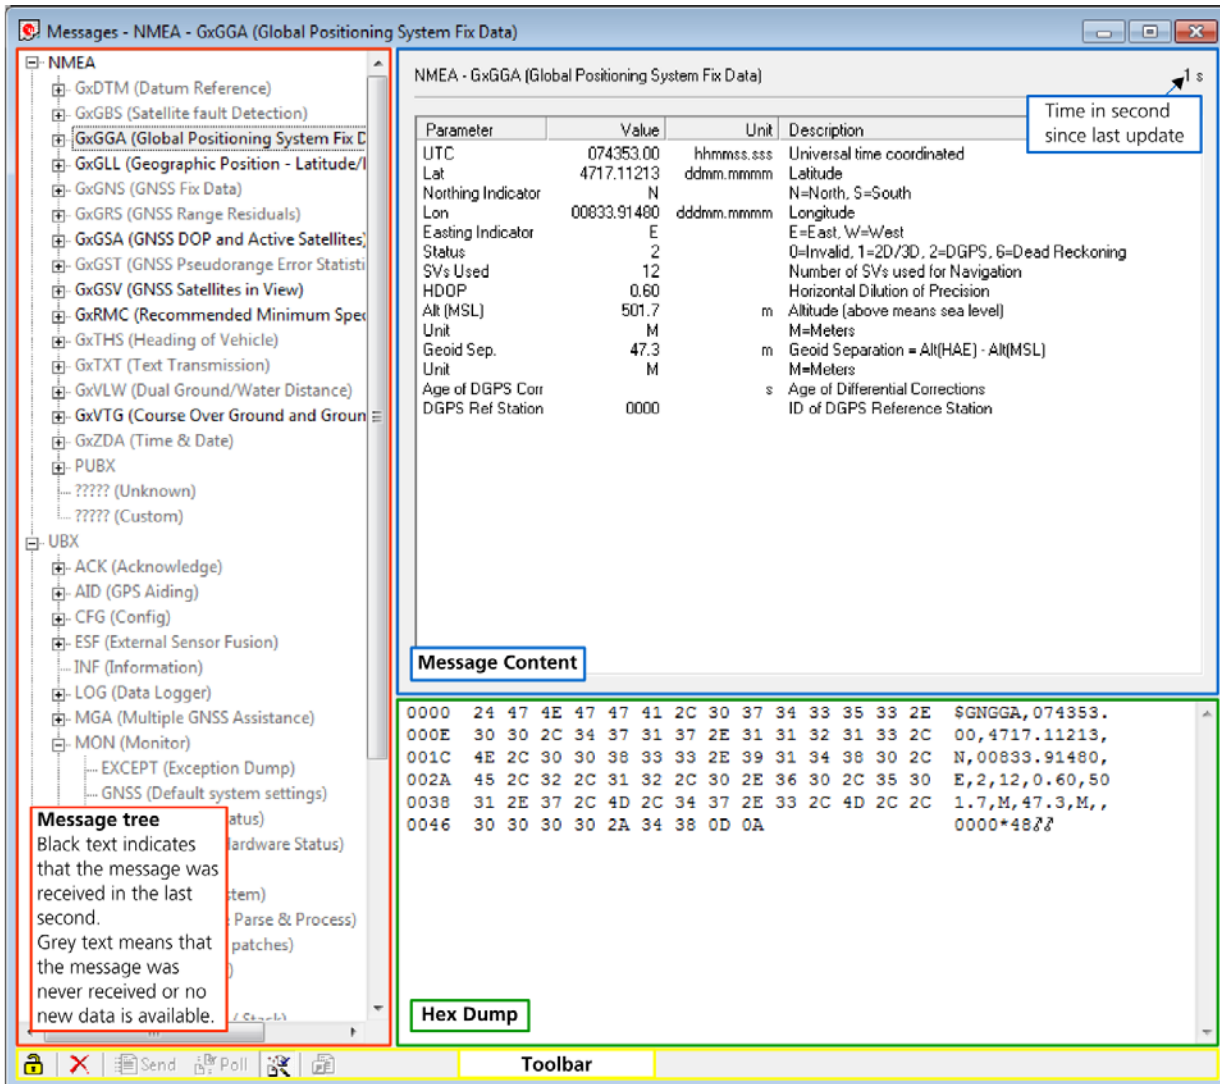 Messages - NMEA - GxGGA (Global Positioning System Fix Data)
NMEA
GxDTM (Datum Reference)
GxGBS (Satellite fault Detection)
GxGGA (Global Positioning System Fix D
GxGLL (Geographic Position - Latitude/l
GxGNS (GNSS Fix Data)
GxGRS (GNSS Range Residuals)
GxGSA (GNSS DOP and Active Satellites)
GxGST (GNSS Pseudorange Error Statisti
GxGSV (GNSS Satellites in View)
GxRMC (Recommended Minimum Spec
GxTHS (Heading of Vehicle)
GxTXT (Text Transmission)
GxVLW (Dual Ground/Water Distance)
GxVTG (Course Over Ground and Groun
GxZDA (Time & Date)
PUBX
????? (Unknown)
????? (Custom)
UBX
ACK (Acknowledge)
AID (GPS Aiding)
CFG (Config)
ESF (External Sensor Fusion)
INF (Information)
LOG (Data Logger)
MGA (Multiple GNSS Assistance)
MON (Monitor)
EXCEPT (Exception Dump)
GNSS (Default system settings)
atus)
ardware Status)
stem)
Parse & Process)
patches)
)
Message tree
Black text indicates
that the message was
received in the last
second.
Grey text means that
the message was
never received or no
new data is available.
NMEA - GxGGA (Global Positioning System Fix Data)
1 s
Time in second
since last update
Parameter Value Unit Description
UTC 074353.00 hhmmss.sss Universal time coordinated
Lat 4717.11213 ddmm.mmmm Latitude
Northing Indicator N N=North, S=South
Lon 00833.91480 dddmm.mmmm Longitude
Easting Indicator E E=East, W=West
Status 2 0=Invalid, 1=2D/3D, 2=DGPS, 6=Dead Reckoning
SVs Used 12 Number of SVs used for Navigation
HDOP 0.60 Horizontal Dilution of Precision
Alt (MSL) 501.7 m Altitude (above means sea level)
Unit M M=Meters
Geoid Sep. 47.3 m Geoid Separation = Alt(HAE) - Alt(MSL)
Unit M M=Meters
Age of DGPS Corr s Age of Differential Corrections
DGPS Ref Station 0000 ID of DGPS Reference Station
Message Content
0000 24 47 4E 47 47 41 2C 30 37 34 33 35 33 2E $GNGGA,074353.
000E 30 30 2C 34 37 31 37 2E 31 31 32 31 33 2C 00,4717.11213,
001C 4E 2C 30 30 38 33 33 2E 39 31 34 38 30 2C N,00833.91480,
002A 45 2C 32 2C 31 32 2C 30 2E 36 30 2C 35 30 E,2,12,0.60,50
0038 31 2E 37 2C 4D 2C 34 37 2E 33 2C 4D 2C 2C 1.7,M,47.3,M,,
0046 30 30 30 30 2A 34 38 0D 0A 0000*48
Hex Dump
Send Poll
Toolbar